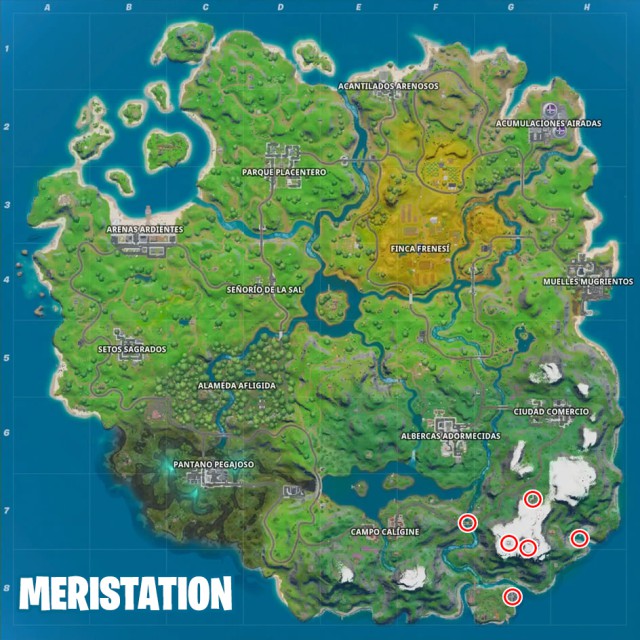 A B C D E F G H
1
ACANTILADOS ARENOSOS
2
ACUMULACIONES AIRADAS
PARQUE PLACENTERO
3
ARENAS ARDIENTES
FINCA FRENESÍ
4
MUELLES MUGRIENTOS
SEÑORÍO DE LA SAL
SETOS SAGRADOS
5
ALAMEDA AFLIGIDA
CIUDAD COMERCIO
6
ALBERCAS ADORMECIDAS
PANTANO PEGAJOSO
7
CAMPO CALÍGINE
8
MERISTATION
A B C D E F G H